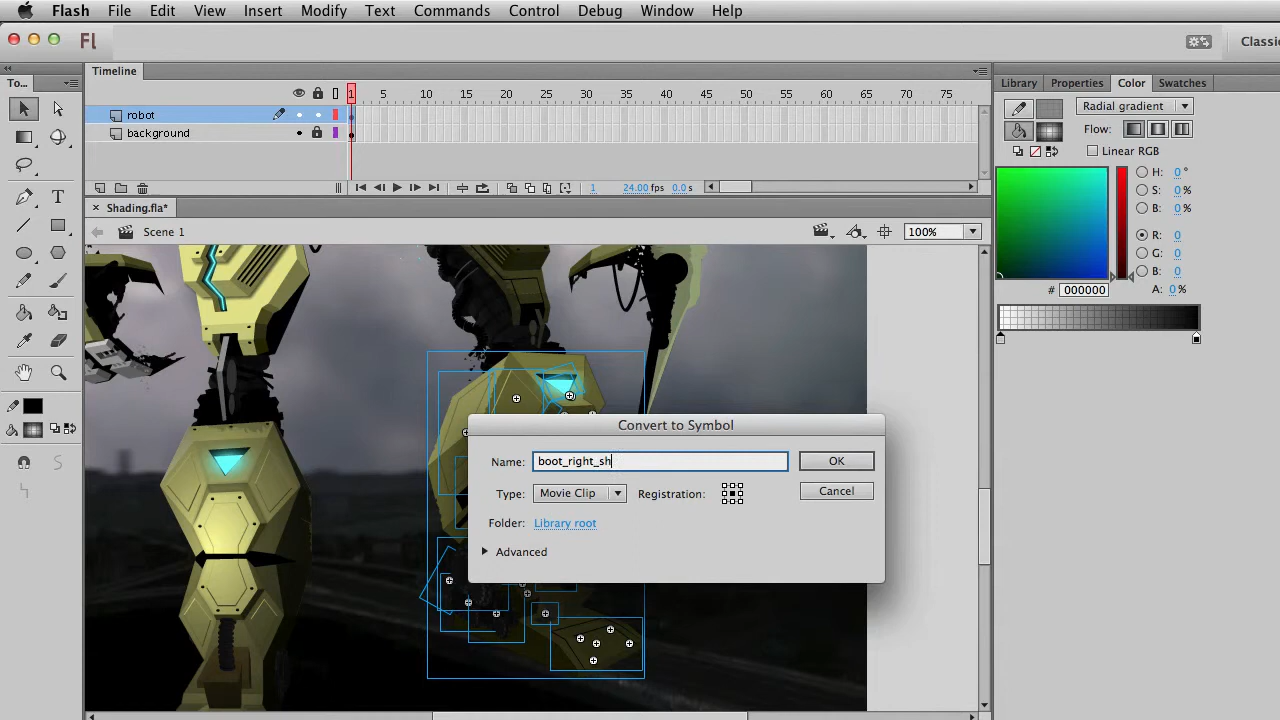 Flash File Edit View Insert Modify Text Commands Control Debug Window Help
Fl
Classic
To...
Timeline
Library Properties Color Swatches
1 10 15 20 25 30 35 40 45 50 55 60 65 70 75
robot
background
1 24.00 fps 0.0 s
Radial gradient
Flow:
Linear RGB
H: 0 °
S: 0 %
B: 0 %
R: 0
G: 0
B: 0
# 000000 A: 0 %
Shading.fla*
Scene 1
100%
Convert to Symbol
Name: boot_right_sh
OK
Type: Movie Clip
Registration:
Cancel
Folder: Library root
Advanced